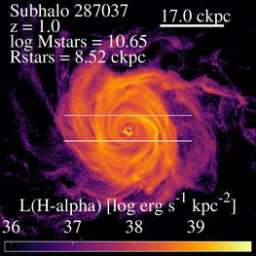 Subhalo 287037
17.0 ckpc
z = 1.0
log Mstars = 10.65
Rstars = 8.52 ckpc
L(H-alpha) [log erg s⁻¹ kpc⁻²]
36 37 38 39